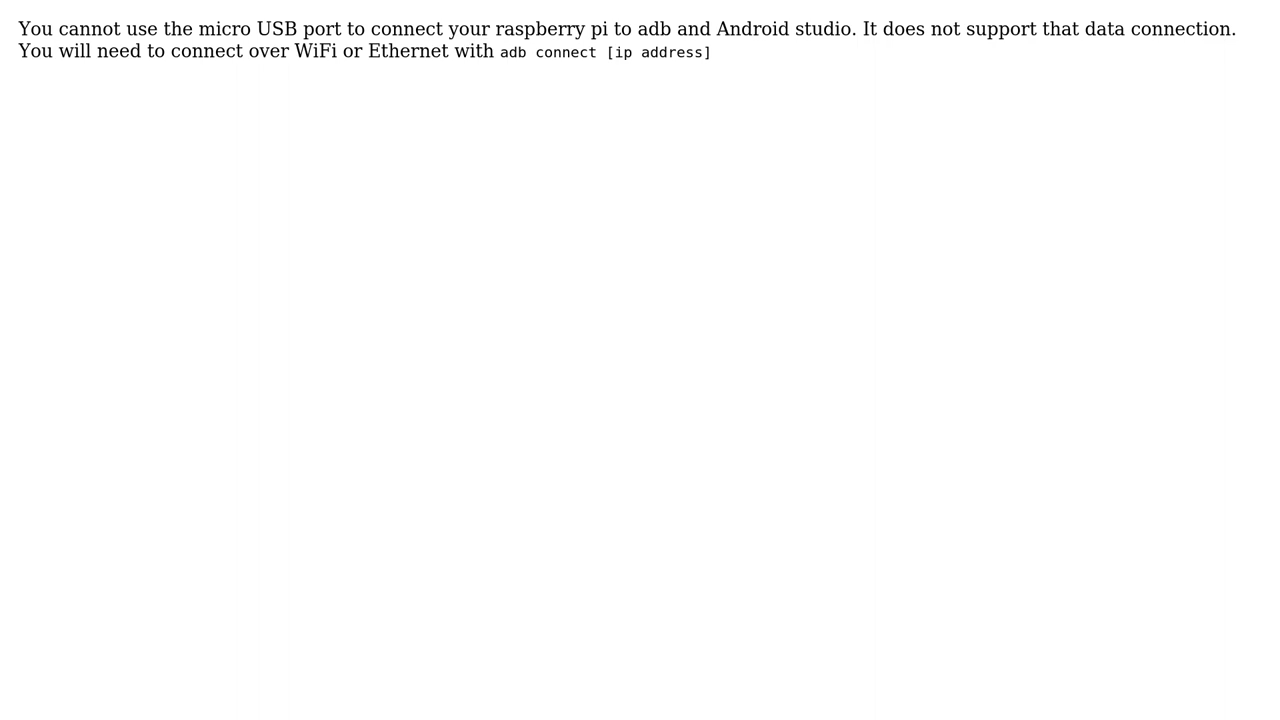 You cannot use the micro USB port to connect your raspberry pi to adb and Android studio. It does not support that data connection.
You will need to connect over WiFi or Ethernet with adb connect [ip address]